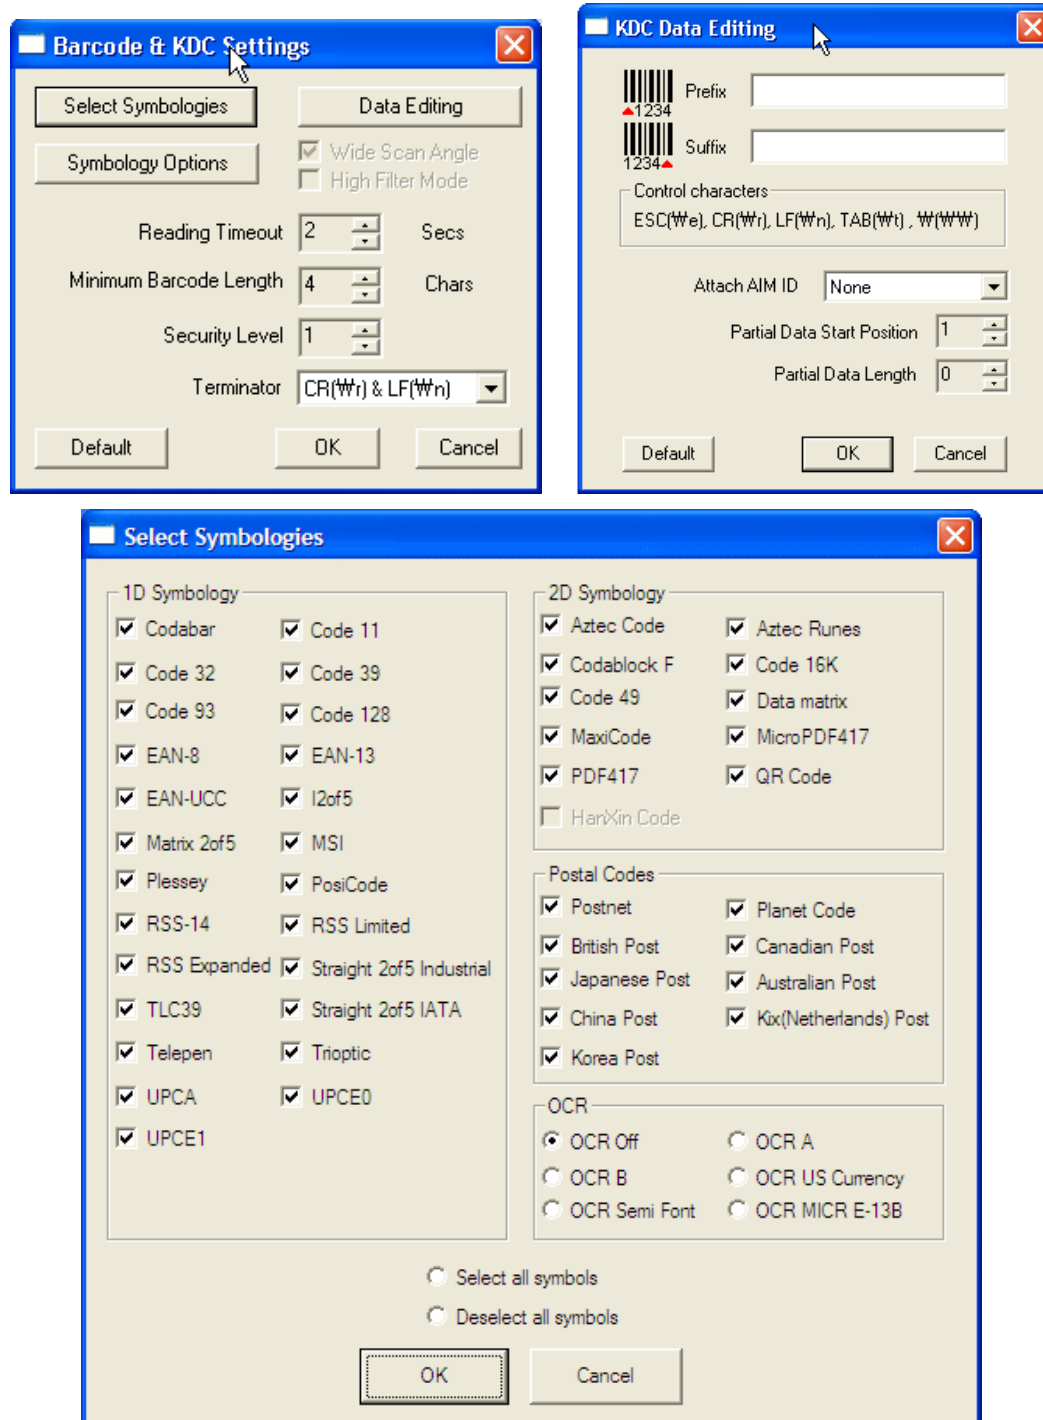 Barcode & KDC Settings
Select Symbologies Data Editing
Symbology Options Wide Scan Angle
High Filter Mode
Reading Timeout 2 Secs
Minimum Barcode Length 4 Chars
Security Level 1
Terminator CR(₩r) & LF(₩n)
Default OK Cancel
KDC Data Editing
1234 Prefix
1234 Suffix
Control characters
ESC(₩e), CR(₩r), LF(₩n), TAB(₩t) , ₩(₩₩)
Attach AIM ID None
Partial Data Start Position 1
Partial Data Length 0
Default OK Cancel
Select Symbologies
1D Symbology
Codabar Code 11
Code 32 Code 39
Code 93 Code 128
EAN-8 EAN-13
EAN-UCC I2of5
Matrix 2of5 MSI
Plessey PosiCode
RSS-14 RSS Limited
RSS Expanded Straight 2of5 Industrial
TLC39 Straight 2of5 IATA
Telepen Trioptic
UPCA UPCE0
UPCE1
2D Symbology
Aztec Code Aztec Runes
Codablock F Code 16K
Code 49 Data matrix
MaxiCode MicroPDF417
PDF417 QR Code
HanXin Code
Postal Codes
Postnet Planet Code
British Post Canadian Post
Japanese Post Australian Post
China Post Kix(Netherlands) Post
Korea Post
OCR
OCR Off OCR A
OCR B OCR US Currency
OCR Semi Font OCR MICR E-13B
Select all symbols
Deselect all symbols
OK Cancel